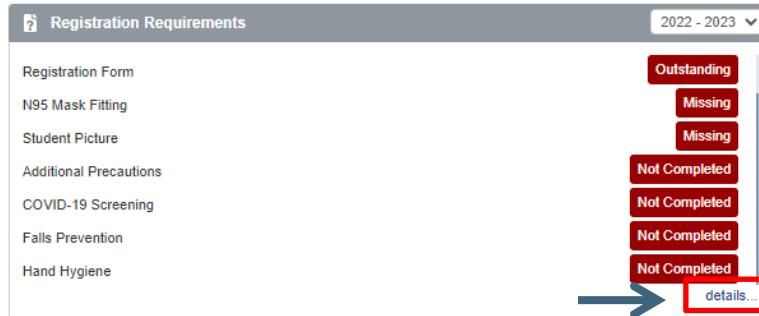 Registration Requirements 2022 - 2023
Registration Form Outstanding
N95 Mask Fitting Missing
Student Picture Missing
Additional Precautions Not Completed
COVID-19 Screening Not Completed
Falls Prevention Not Completed
Hand Hygiene Not Completed
details...